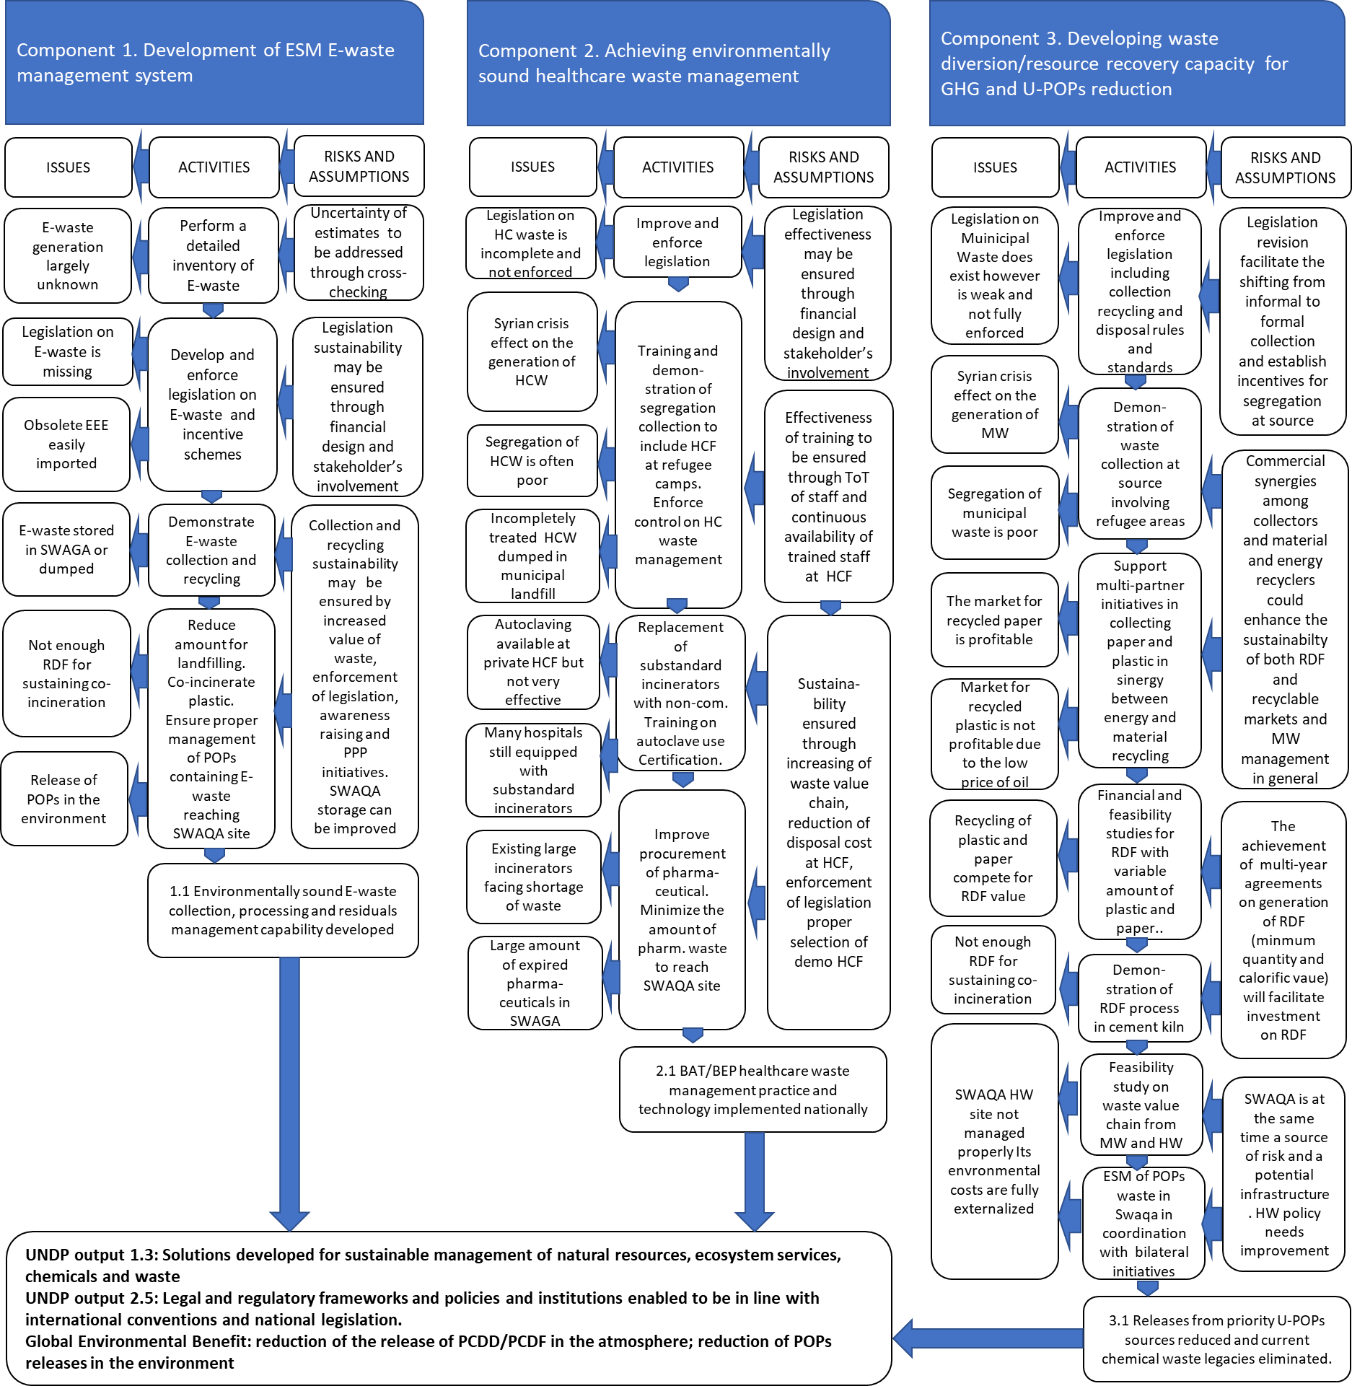 Component 1. Development of ESM E-waste
management system
ISSUES
ACTIVITIES
RISKS AND
ASSUMPTIONS
E-waste
generation
largely
unknown
Perform a
detailed
inventory of
E-waste
Uncertainty of
estimates to
be addressed
through cross-
checking
Legislation on
E-waste is
missing
Obsolete EEE
easily
imported
Develop and
enforce
legislation on
E-waste and
incentive
schemes
Legislation
sustainability
may be
ensured
through
financial
design and
stakeholder's
involvement
E-waste stored
in SWAGA or
dumped
Demonstrate
E-waste
collection and
recycling
Collection and
recycling
sustainability
may be
ensured by
increased
value of
waste,
enforcement
of legislation,
awareness
raising and
PPP
initiatives.
SWAQA
storage can
be improved
Not enough
RDF for
sustaining co-
incineration
Release of
POPs in the
environment
Reduce
amount for
landfilling.
Co-incinerate
plastic.
Ensure proper
management
of POPs
containing E-
waste
reaching
SWAQA site
1.1 Environmentally sound E-waste
collection, processing and residuals
management capability developed
Component 2. Achieving environmentally
sound healthcare waste management
ISSUES
ACTIVITIES
RISKS AND
ASSUMPTIONS
Legislation on
HC waste is
incomplete and
not enforced
Improve and
enforce
legislation
Legislation
effectiveness
may be
ensured
through
financial
design and
stakeholder's
involvement
Syrian crisis
effect on the
generation of
HCW
Segregation of
HCW is often
poor
Incompletely
treated HCW
dumped in
municipal
landfill
Training and
demon-
stration of
segregation
collection to
include HCF
at refugee
camps.
Enforce
control on HC
waste
management
Effectiveness
of training to
be ensured
through ToT
of staff and
continuous
availability of
trained staff
at HCF
Autoclaving
available at
private HCF but
not very
effective
Many hospitals
still equipped
with
substandard
incinerators
Replacement
of
substandard
incinerators
with non-com.
Training on
autoclave use
Certification.
Sustaina-
bility
ensured
through
increasing of
waste value
chain,
reduction of
disposal cost
at HCF,
enforcement
of legislation
proper
selection of
demo HCF
Existing large
incinerators
facing shortage
of waste
Large amount
of expired
pharma-
ceuticals in
SWAGA
Improve
procurement
of pharma-
ceutical.
Minimize the
amount of
pharm. waste
to reach
SWAQA site
2.1 BAT/BEP healthcare waste
management practice and
technology implemented nationally
Component 3. Developing waste
diversion/resource recovery capacity for
GHG and U-POPs reduction
ISSUES
ACTIVITIES
RISKS AND
ASSUMPTIONS
Legislation on
Muinicipal
Waste does
exist however
is weak and
not fully
enforced
Improve and
enforce
legislation
including
collection
recycling and
disposal rules
and
standards
Legislation
revision
facilitate the
shifting from
informal to
formal
collection
and establish
incentives for
segregation
at source
Syrian crisis
effect on the
generation of
MW
Segregation of
municipal
waste is poor
Demon-
stration of
waste
collection at
source
involving
refugee areas
Commercial
synergies
among
collectors
and material
and energy
recyclers
could
enhance the
sustainabilty
of both RDF
and
recyclable
markets and
MW
management
in general
The market for
recycled paper
is profitable
Market for
recycled
plastic is not
profitable due
to the low
price of oil
Support
multi-partner
initiatives in
collecting
paper and
plastic in
sinergy
between
energy and
material
recycling
Recycling of
plastic and
paper
compete for
RDF value
Financial and
feasibility
studies for
RDF with
variable
amount of
plastic and
paper..
The
achievement
of multi-year
agreements
on generation
of RDF
(minmum
quantity and
calorific vaue)
will facilitate
investment
on RDF
Not enough
RDF for
sustaining co-
incineration
Demon-
stration of
RDF process
in cement kiln
SWAQA HW
site not
managed
properly Its
envronmental
costs are fully
externalized
Feasibility
study on
waste value
chain from
MW and HW
ESM of POPs
waste in
Swaqa in
coordination
with bilateral
initiatives
SWAQA is at
the same
time a source
of risk and a
potential
infrastructure
. HW policy
needs
improvement
3.1 Releases from priority U-POPs
sources reduced and current
chemical waste legacies eliminated.
UNDP output 1.3: Solutions developed for sustainable management of natural resources, ecosystem services,
chemicals and waste
UNDP output 2.5: Legal and regulatory frameworks and policies and institutions enabled to be in line with
international conventions and national legislation.
Global Environmental Benefit: reduction of the release of PCDD/PCDF in the atmosphere; reduction of POPs
releases in the environment